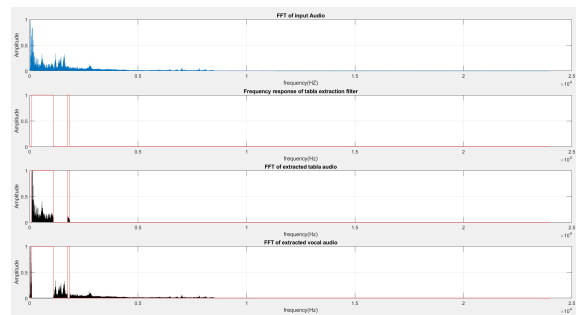 FFT of input Audio
Amplitude
1
0.5
0
0 0.5 1 1.5 2 2.5
frequency(HZ)
×10⁴
Frequency response of tabla extraction filter
Amplitude
1
0.5
0
0 0.5 1 1.5 2 2.5
frequency(Hz)
×10⁴
FFT of extracted tabla audio
Amplitude
1
0.5
0
0 0.5 1 1.5 2 2.5
frequency(Hz)
×10⁴
FFT of extracted vocal audio
Amplitude
1
0.5
0
0 0.5 1 1.5 2 2.5
frequency(Hz)
×10⁴